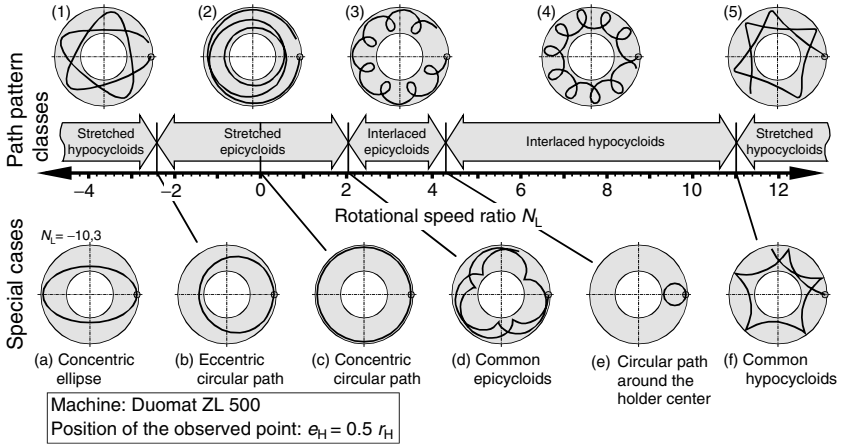 (1) (2) (3) (4) (5)
Path pattern
classes
Stretched
hypocycloids
Stretched
epicycloids
Interlaced
epicycloids
Interlaced hypocycloids
Stretched
hypocycloids
−4 −2 0 2 4 6 8 10 12
Rotational speed ratio N_L
Special cases
N_L= −10,3
(a) Concentric
ellipse
(b) Eccentric
circular path
(c) Concentric
circular path
(d) Common
epicycloids
(e) Circular path
around the
holder center
(f) Common
hypocycloids
Machine: Duomat ZL 500
Position of the observed point: e_H = 0.5 r_H